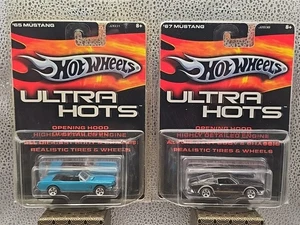 '65 MUSTANG
8+
HOT WHEELS
ULTRA
HOTS
OPENING HOOD
HIGHLY DETAILED ENGINE
REALISTIC TIRES & WHEELS
'67 MUSTANG
8+
HOT WHEELS
ULTRA
HOTS
OPENING HOOD
HIGHLY DETAILED ENGINE
REALISTIC TIRES & WHEELS